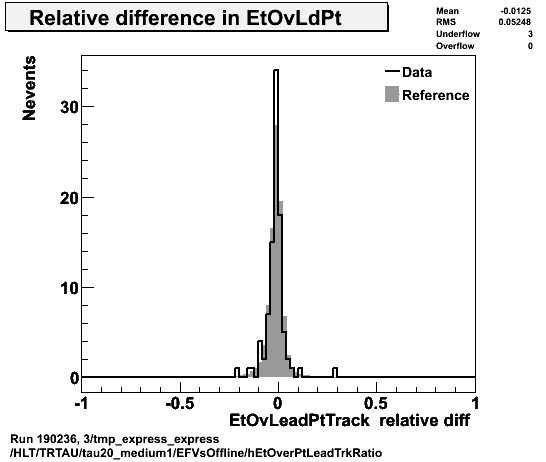 Relative difference in EtOvLdPt
Mean -0.0125
RMS 0.05248
Underflow 3
Overflow 0
Nevents
Data
Reference
30
20
10
0
-1 -0.5 0 0.5 1
EtOvLeadPtTrack relative diff
Run 190236, 3/tmp_express_express
/HLT/TRTAU/tau20_medium1/EFVsOffline/hEtOverPtLeadTrkRatio